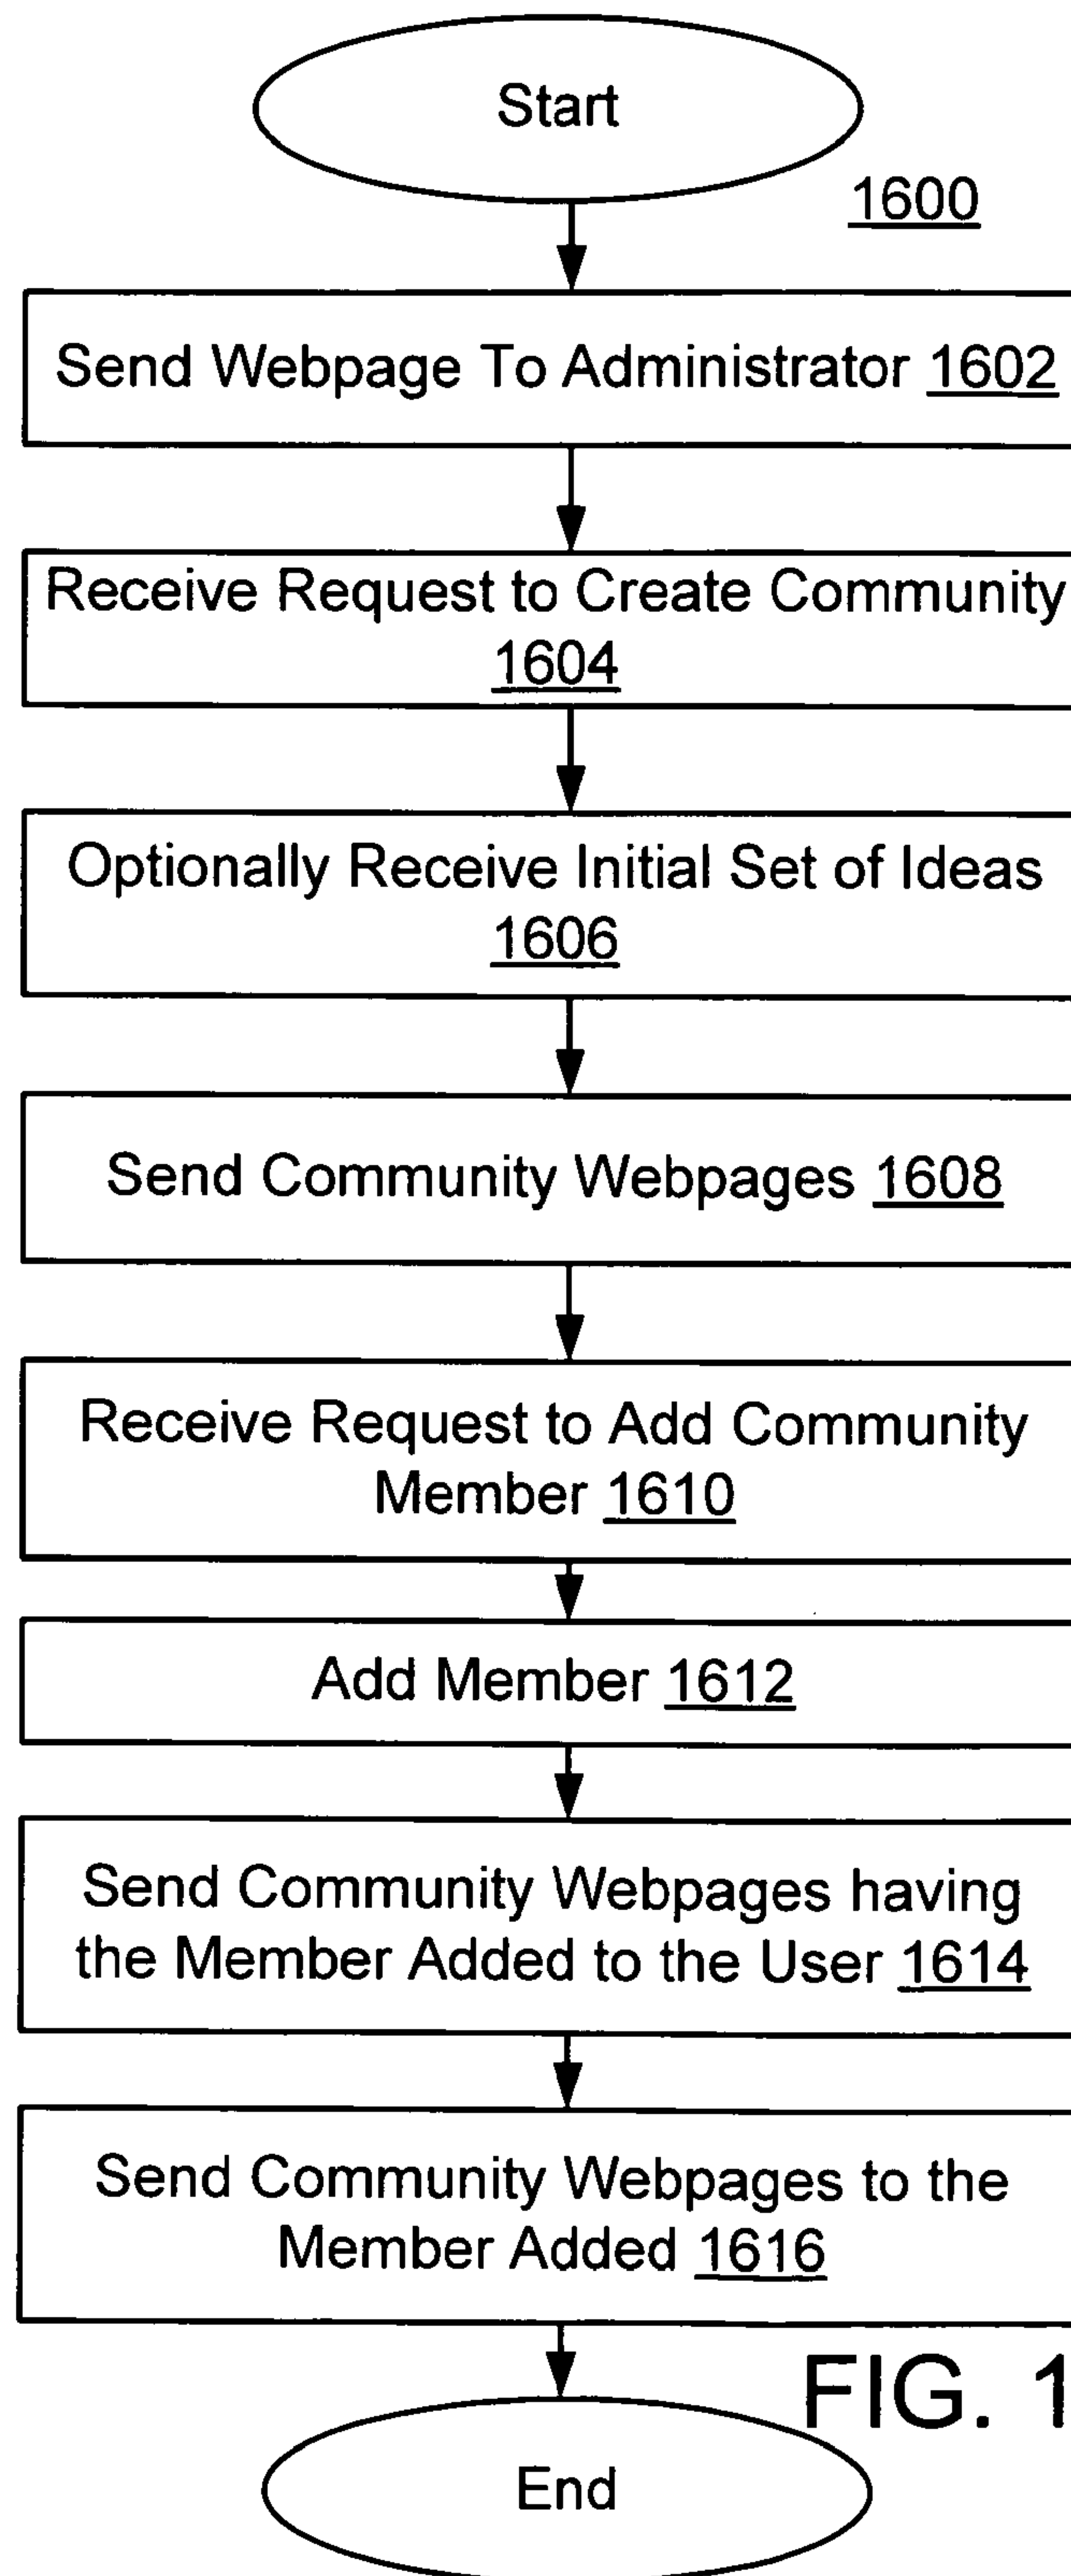 Start
1600
Send Webpage To Administrator 1602
Receive Request to Create Community
1604
Optionally Receive Initial Set of Ideas
1606
Send Community Webpages 1608
Receive Request to Add Community
Member 1610
Add Member 1612
Send Community Webpages having
the Member Added to the User 1614
Send Community Webpages to the
Member Added 1616
FIG. 1
End